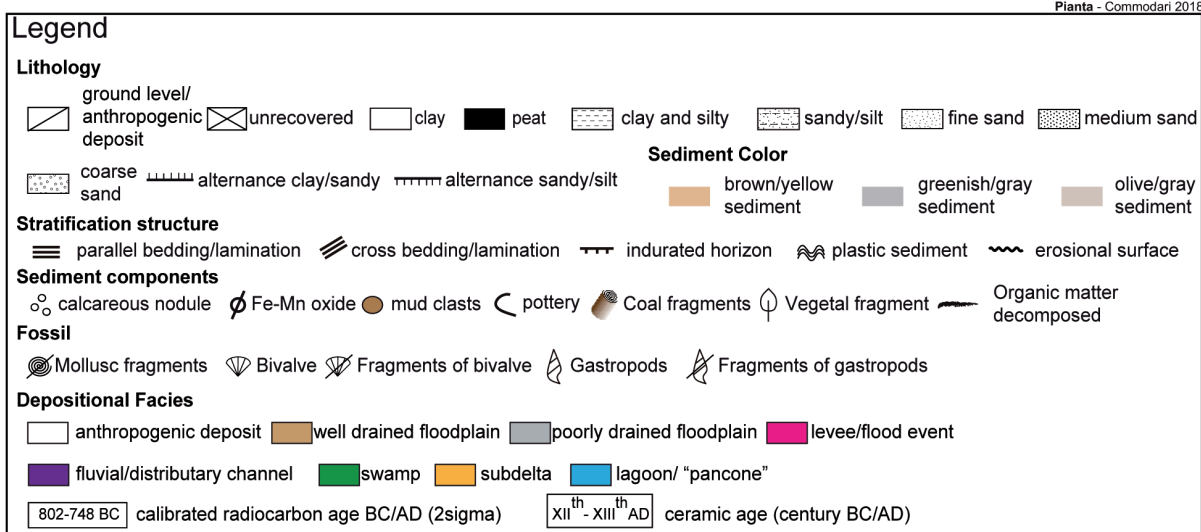 Pianta - Commodari 2018
Legend
Lithology
ground level/
anthropogenic
deposit
unrecovered
clay
peat
clay and silty
sandy/silt
fine sand
medium sand
coarse
sand
alternance clay/sandy
alternance sandy/silt
Sediment Color
brown/yellow
sediment
greenish/gray
sediment
olive/gray
sediment
Stratification structure
parallel bedding/lamination
cross bedding/lamination
indurated horizon
plastic sediment
erosional surface
Sediment components
calcareous nodule
Fe-Mn oxide
mud clasts
pottery
Coal fragments
Vegetal fragment
Organic matter
decomposed
Fossil
Mollusc fragments
Bivalve
Fragments of bivalve
Gastropods
Fragments of gastropods
Depositional Facies
anthropogenic deposit
well drained floodplain
poorly drained floodplain
levee/flood event
fluvial/distributary channel
swamp
subdelta
lagoon/ “pancone”
802-748 BC
calibrated radiocarbon age BC/AD (2sigma)
XIIth - XIIIth AD
ceramic age (century BC/AD)